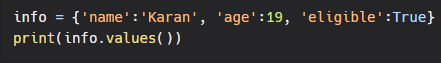 info = {'name':'Karan', 'age':19, 'eligible':True}
print(info.values())